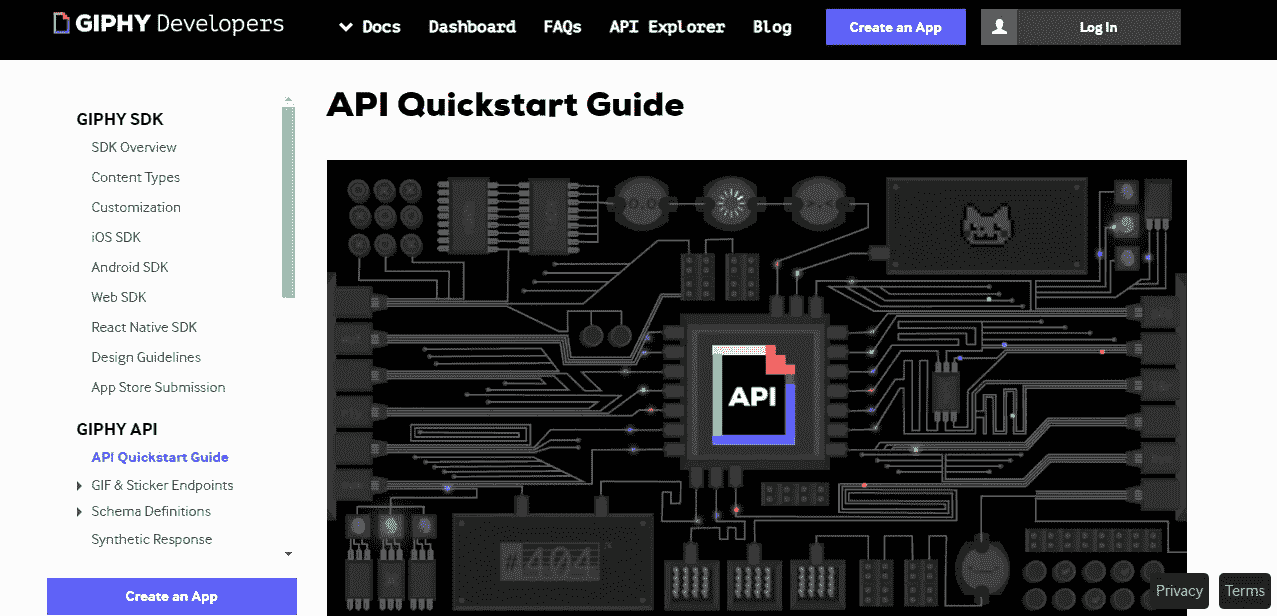 GIPHY Developers
Docs Dashboard FAQs API Explorer Blog Create an App Log In
API Quickstart Guide
GIPHY SDK
SDK Overview
Content Types
Customization
iOS SDK
Android SDK
Web SDK
React Native SDK
Design Guidelines
App Store Submission
GIPHY API
API Quickstart Guide
GIF & Sticker Endpoints
Schema Definitions
Synthetic Response
Create an App
API
#404
Privacy Terms